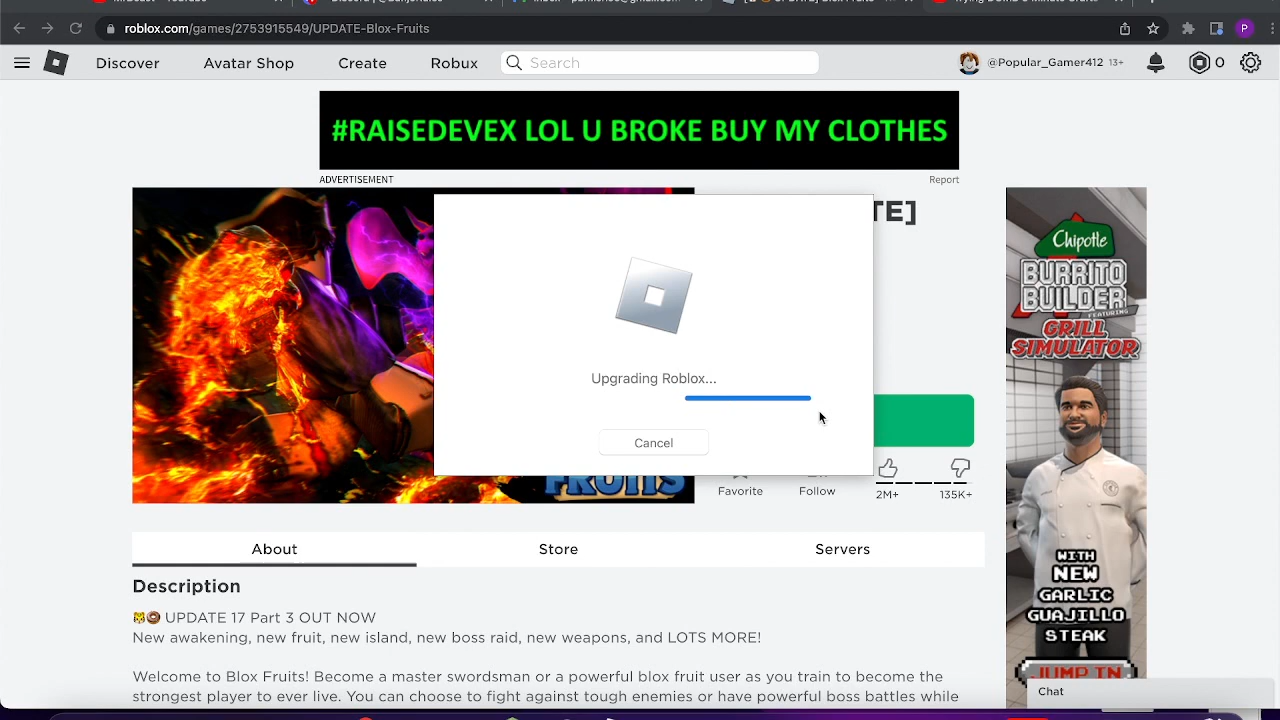 roblox.com/games/2753915549/UPDATE-Blox-Fruits
P
Discover
Avatar Shop
Create
Robux
Search
@Popular_Gamer412 13+
0
#RAISEDEVEX LOL U BROKE BUY MY CLOTHES
ADVERTISEMENT
Report
TE]
Chipotle
BURRITO
BUILDER
FEATURING
GRILL
SIMULATOR
Upgrading Roblox...
Cancel
FRUITS
Favorite
Follow
2M+
135K+
About
Store
Servers
WITH
NEW
GARLIC
GUAJILLO
STEAK
JUMP IN
Description
🐯🍩 UPDATE 17 Part 3 OUT NOW
New awakening, new fruit, new island, new boss raid, new weapons, and LOTS MORE!
Welcome to Blox Fruits! Become a master swordsman or a powerful blox fruit user as you train to become the
strongest player to ever live. You can choose to fight against tough enemies or have powerful boss battles while
Chat